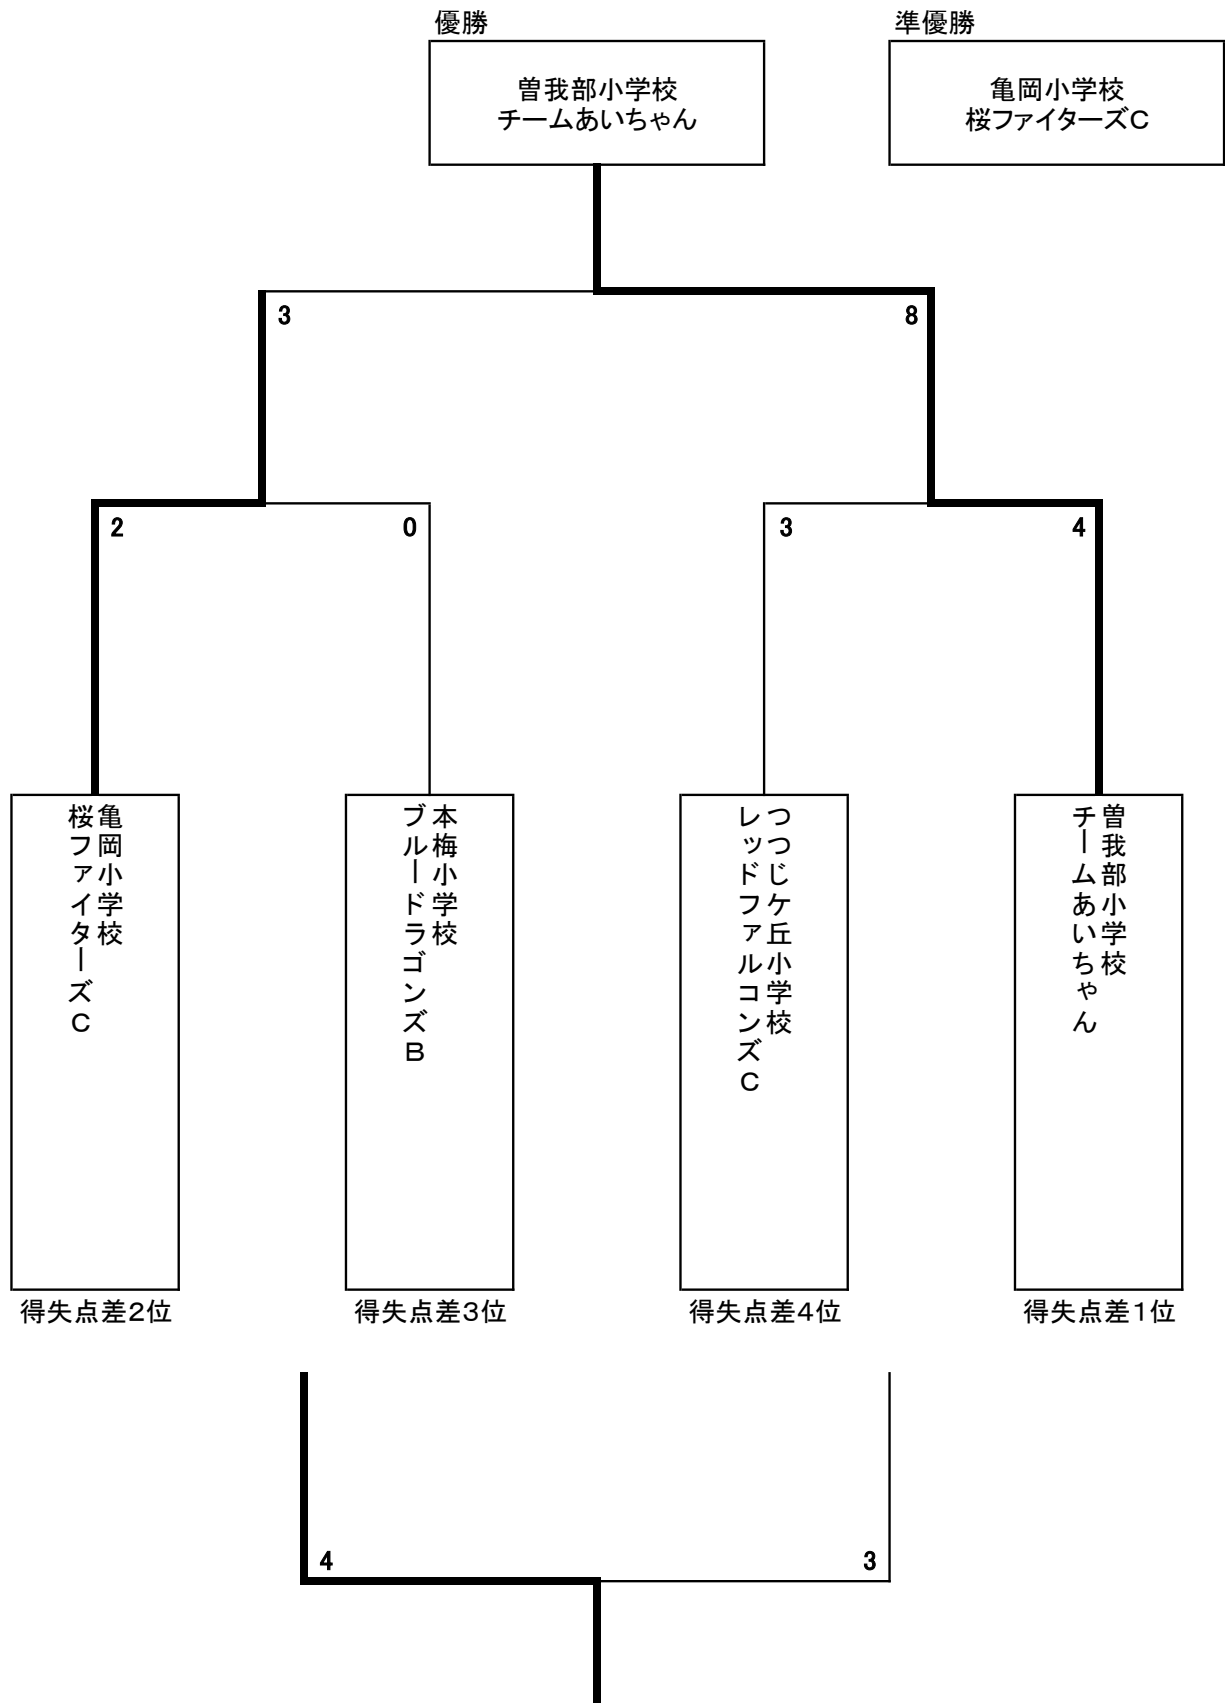 優勝
準優勝
曽我部小学校
チームあいちゃん
亀岡小学校
桜ファイターズC
3
8
2
0
3
4
亀岡小学校
桜ファイターズC
本梅小学校
ブルードラゴンズB
つつじケ丘小学校
レッドファルコンズC
曽我部小学校
チームあいちゃん
得失点差2位
得失点差3位
得失点差4位
得失点差1位
4
3